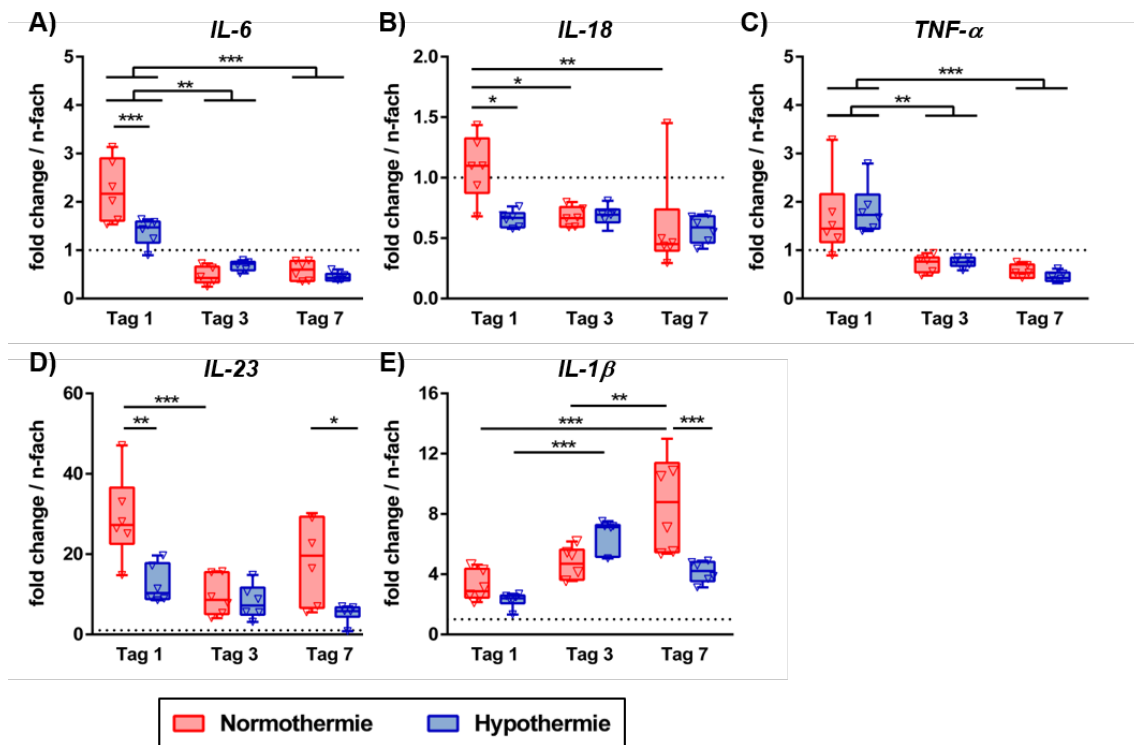 A) IL-6
B) IL-18
C) TNF-α
fold change / n-fach
5
4
3
2
1
0
***
**
***
Tag 1 Tag 3 Tag 7
fold change / n-fach
2.0
1.5
1.0
0.5
0.0
**
*
*
Tag 1 Tag 3 Tag 7
fold change / n-fach
5
4
3
2
1
0
***
**
Tag 1 Tag 3 Tag 7
D) IL-23
E) IL-1β
fold change / n-fach
60
40
20
0
***
**
*
Tag 1 Tag 3 Tag 7
fold change / n-fach
16
12
8
4
0
**
***
***
***
Tag 1 Tag 3 Tag 7
Normothermie Hypothermie